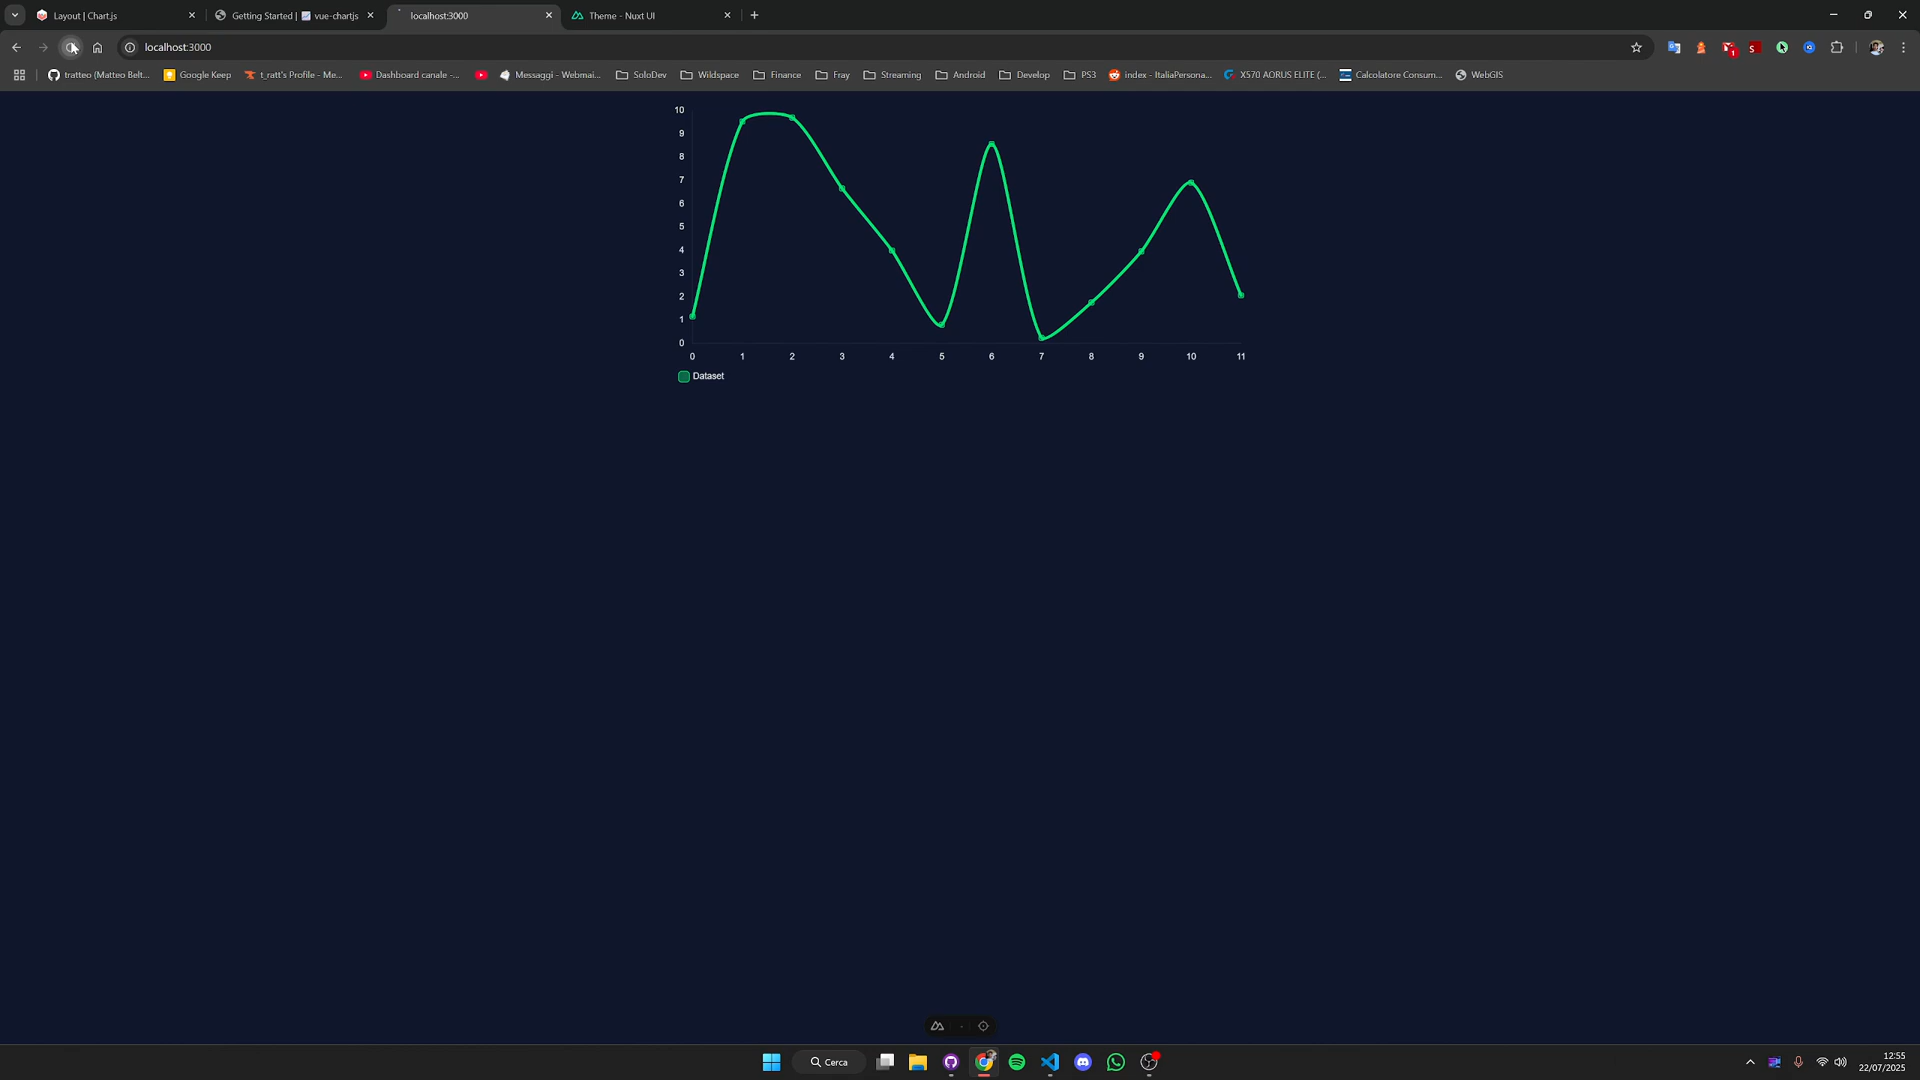 Layout | Chart.js
Getting Started | vue-chartjs
localhost:3000
Theme - Nuxt UI
localhost:3000
tratteo (Matteo Belt...
Google Keep
t_ratt's Profile - Me...
Dashboard canale -...
Messaggi - Webmai...
SoloDev
Wildspace
Finance
Fray
Streaming
Android
Develop
PS3
index - ItaliaPersona...
X570 AORUS ELITE (...
Calcolatore Consum...
WebGIS
10
9
8
7
6
5
4
3
2
1
0
0 1 2 3 4 5 6 7 8 9 10 11
Dataset
Cerca
12:55
22/07/2025